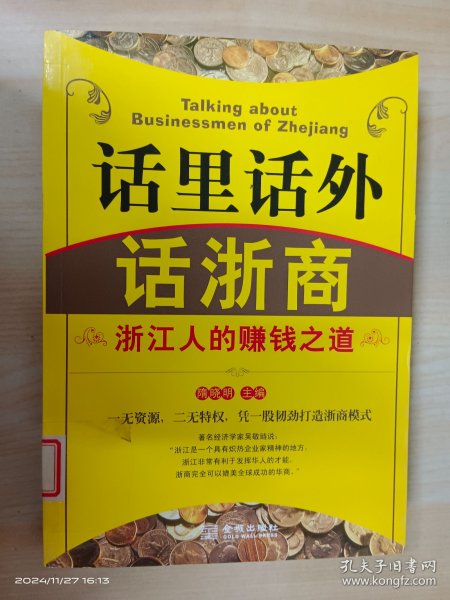 Talking about
Businessmen of Zhejiang
话里话外
话浙商
浙江人的赚钱之道
隋晓明 主编
一无资源，二无特权，凭一股韧劲打造浙商模式
著名经济学家吴敬琏说：
“浙江是一个具有炽热企业家精神的地方，
浙江非常有利于发挥华人的才能，
浙商完全可以媲美全球成功的华商。”
金城出版社
GOLD WALL PRESS
2024/11/27 16:13
孔夫子旧书网
www.kongfz.com